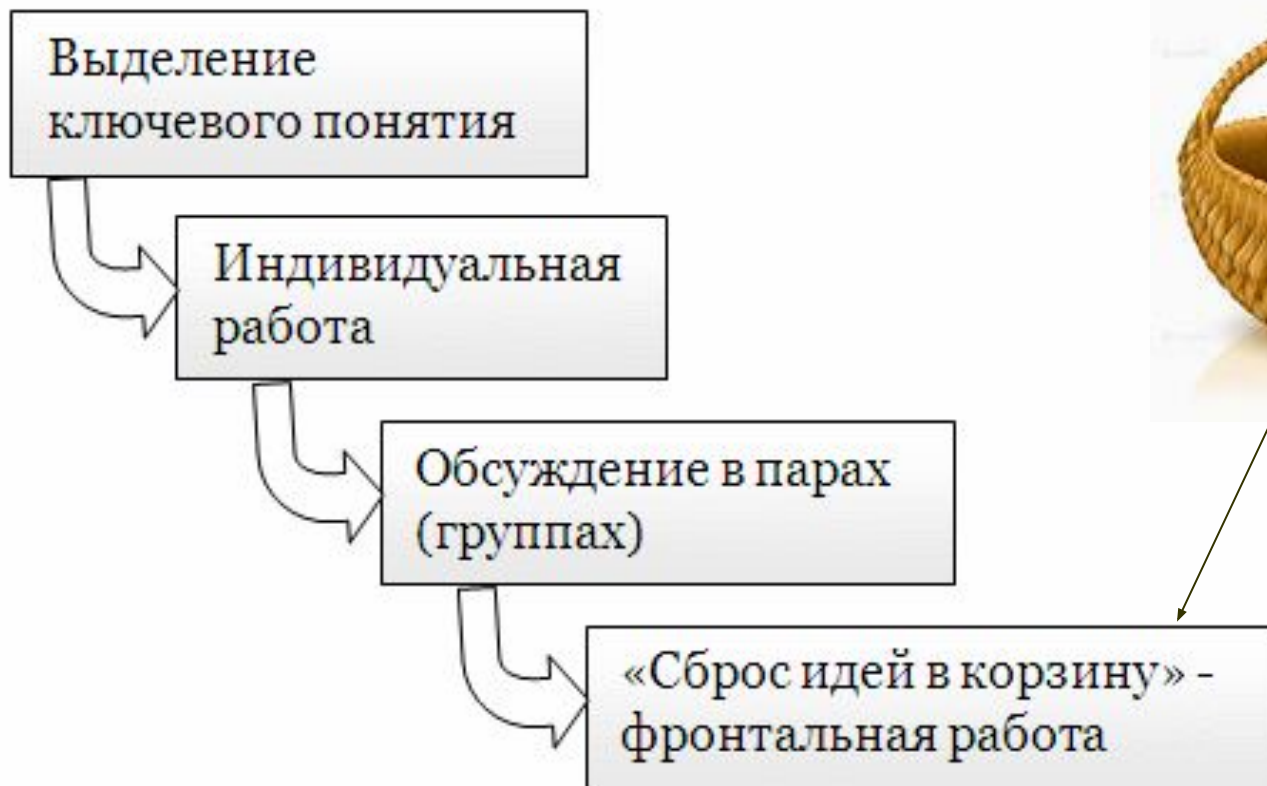 Выделение
ключевого понятия
Индивидуальная
работа
Обсуждение в парах
(группах)
«Сброс идей в корзину» -
фронтальная работа